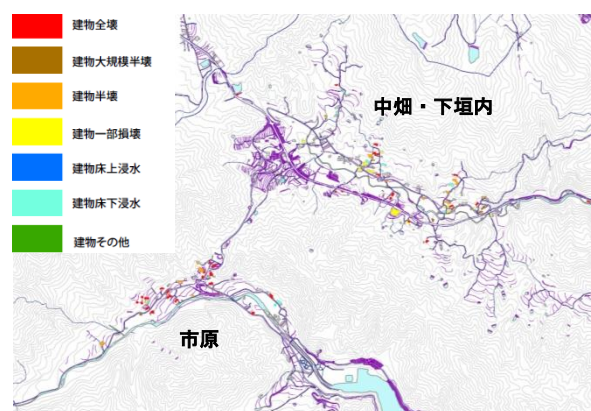 建物全壊
建物大規模半壊
建物半壊
建物一部損壊
建物床上浸水
建物床下浸水
建物その他
中畑・下垣内
市原